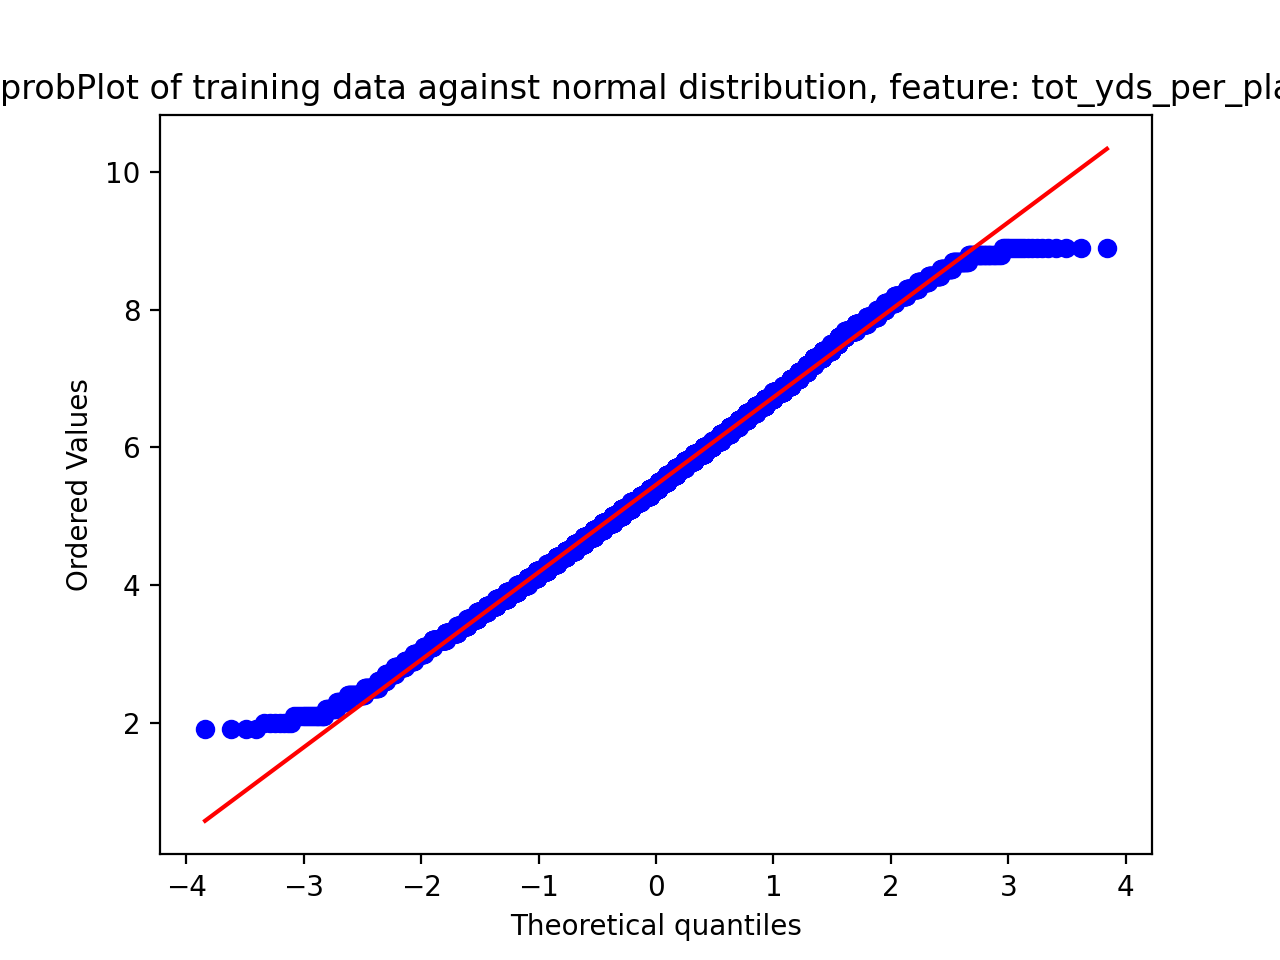 probPlot of training data against normal distribution, feature: tot_yds_per_pla
10
8
6
4
2
Ordered Values
−4 −3 −2 −1 0 1 2 3 4
Theoretical quantiles